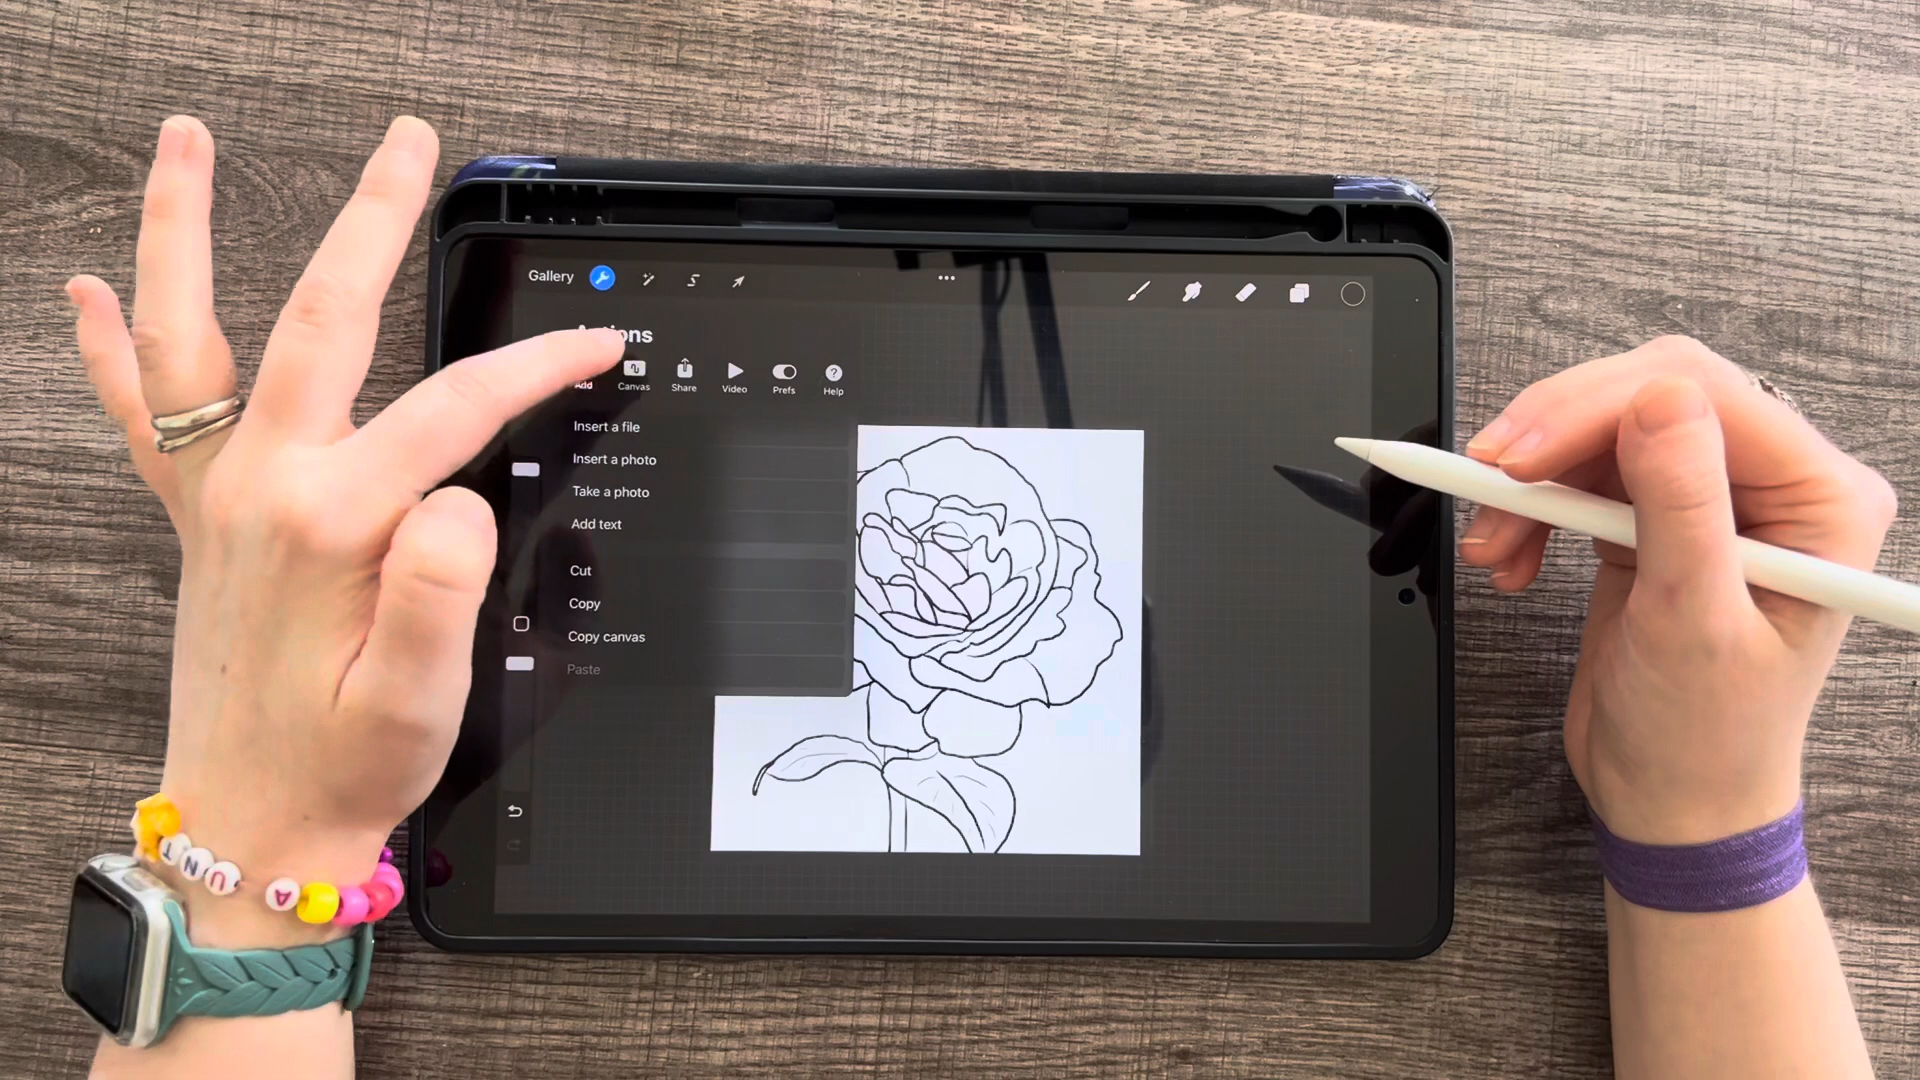 Gallery
Add Canvas Share Video Prefs Help
Insert a file
Insert a photo
Take a photo
Add text
Cut
Copy
Copy canvas
Paste
A U N T